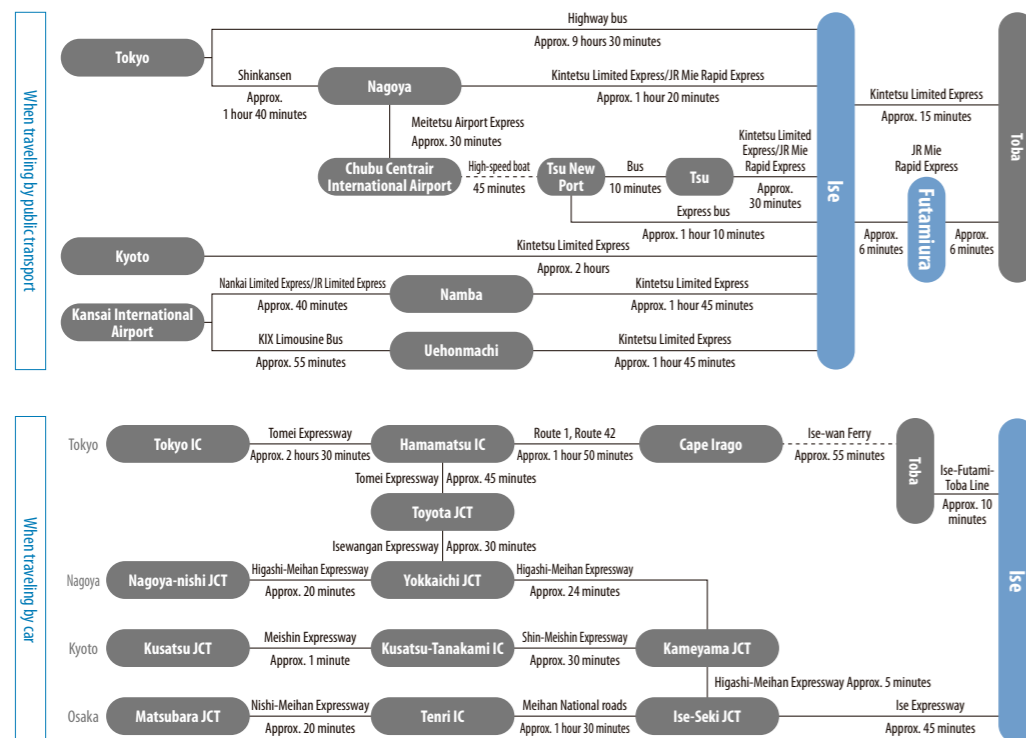 When traveling by public transport
Highway bus
Approx. 9 hours 30 minutes
Tokyo
Shinkansen
Approx.
1 hour 40 minutes
Nagoya
Kintetsu Limited Express/JR Mie Rapid Express
Approx. 1 hour 20 minutes
Meitetsu Airport Express
Approx. 30 minutes
Chubu Centrair
International Airport
High-speed boat
45 minutes
Tsu New
Port
Bus
10 minutes
Tsu
Kintetsu Limited
Express/JR Mie
Rapid Express
Approx.
30 minutes
Express bus
Approx. 1 hour 10 minutes
Kyoto
Kintetsu Limited Express
Approx. 2 hours
Kansai International
Airport
Nankai Limited Express/JR Limited Express
Approx. 40 minutes
Namba
Kintetsu Limited Express
Approx. 1 hour 45 minutes
KIX Limousine Bus
Approx. 55 minutes
Uehonmachi
Kintetsu Limited Express
Approx. 1 hour 45 minutes
Ise
Kintetsu Limited Express
Approx. 15 minutes
JR Mie
Rapid Express
Approx.
6 minutes
Futamiura
Approx.
6 minutes
Toba
When traveling by car
Tokyo
Tokyo IC
Tomei Expressway
Approx. 2 hours 30 minutes
Hamamatsu IC
Route 1, Route 42
Approx. 1 hour 50 minutes
Cape Irago
Ise-wan Ferry
Approx. 55 minutes
Toba
Ise-Futami-
Toba Line
Approx. 10
minutes
Tomei Expressway Approx. 45 minutes
Toyota JCT
Isewangan Expressway Approx. 30 minutes
Nagoya
Nagoya-nishi JCT
Higashi-Meihan Expressway
Approx. 20 minutes
Yokkaichi JCT
Higashi-Meihan Expressway
Approx. 24 minutes
Kyoto
Kusatsu JCT
Meishin Expressway
Approx. 1 minute
Kusatsu-Tanakami IC
Shin-Meishin Expressway
Approx. 30 minutes
Kameyama JCT
Higashi-Meihan Expressway Approx. 5 minutes
Osaka
Matsubara JCT
Nishi-Meihan Expressway
Approx. 20 minutes
Tenri IC
Meihan National roads
Approx. 1 hour 30 minutes
Ise-Seki JCT
Ise Expressway
Approx. 45 minutes
Ise